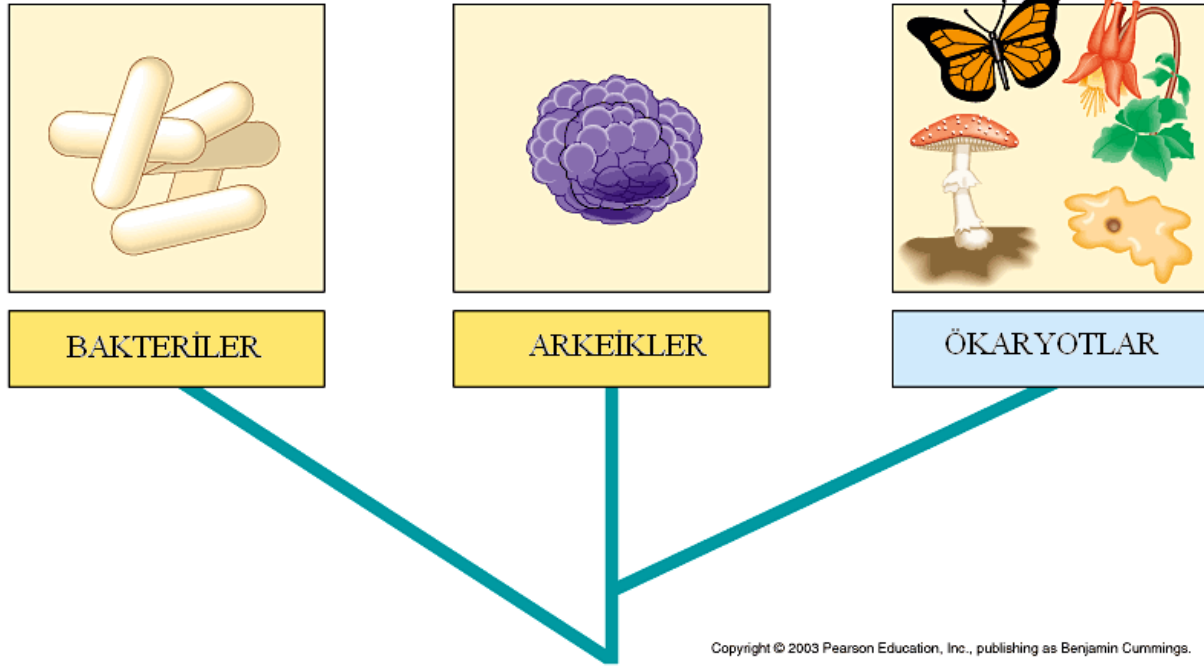 BAKTERİLER
ARKEİKLER
ÖKARYOTLAR
Copyright © 2003 Pearson Education, Inc., publishing as Benjamin Cummings.